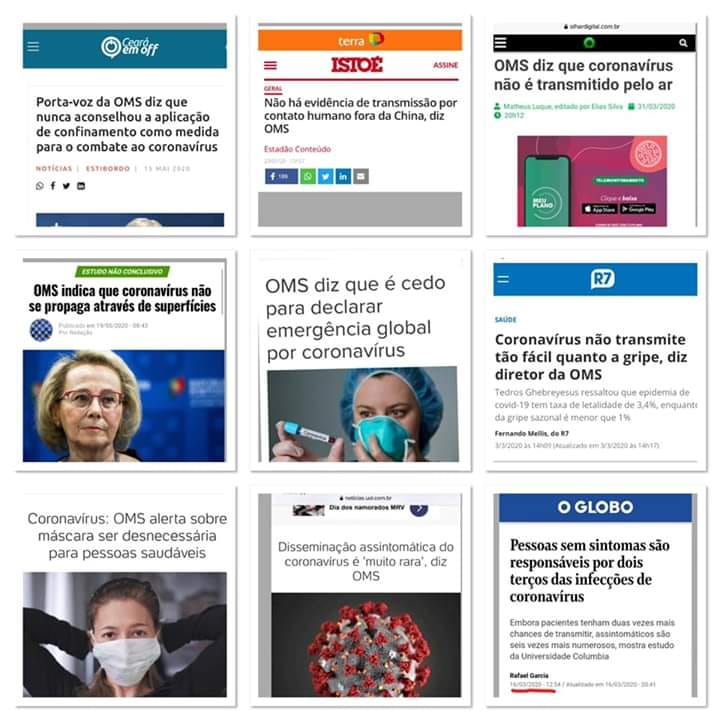 Ceará
em off
Porta-voz da OMS diz que
nunca aconselhou a aplicação
de confinamento como medida
para o combate ao coronavírus
NOTÍCIAS | ESTIBORDO | 15 MAI 2020
terra
ISTOÉ
ASSINE
GERAL
Não há evidência de transmissão por
contato humano fora da China, diz
OMS
Estadão Conteúdo
189
olhardigital.com.br
OMS diz que coronavírus
não é transmitido pelo ar
Matheus Luque, editado por Elias Silva 31/03/2020
20h12
MEU
PLANO
TELEMONITORAMENTO
Clique e baixe
App Store
Google Play
ESTUDO NÃO CONCLUSIVO
OMS indica que coronavírus não
se propaga através de superfícies
Publicado em 19/05/2020 - 08:43
Por Redação
OMS diz que é cedo
para declarar
emergência global
por coronavírus
R7
SAÚDE
Coronavírus não transmite
tão fácil quanto a gripe, diz
diretor da OMS
Tedros Ghebreyesus ressaltou que epidemia de
covid-19 tem taxa de letalidade de 3,4%, enquanto
da gripe sazonal é menor que 1%
Fernando Mellis, do R7
3/3/2020 às 14h09 (Atualizado em 3/3/2020 às 14h17)
Coronavírus: OMS alerta sobre
máscara ser desnecessária
para pessoas saudáveis
noticias.uol.com.br
Dia dos namorados MRV
Disseminação assintomática do
coronavírus é 'muito rara', diz
OMS
O GLOBO
Pessoas sem sintomas são
responsáveis por dois
terços das infecções de
coronavírus
Embora pacientes tenham duas vezes mais
chances de transmitir, assintomáticos são
seis vezes mais numerosos, mostra estudo
da Universidade Columbia
Rafael Garcia
16/03/2020 - 12:54 / Atualizado em 16/03/2020 - 20:41